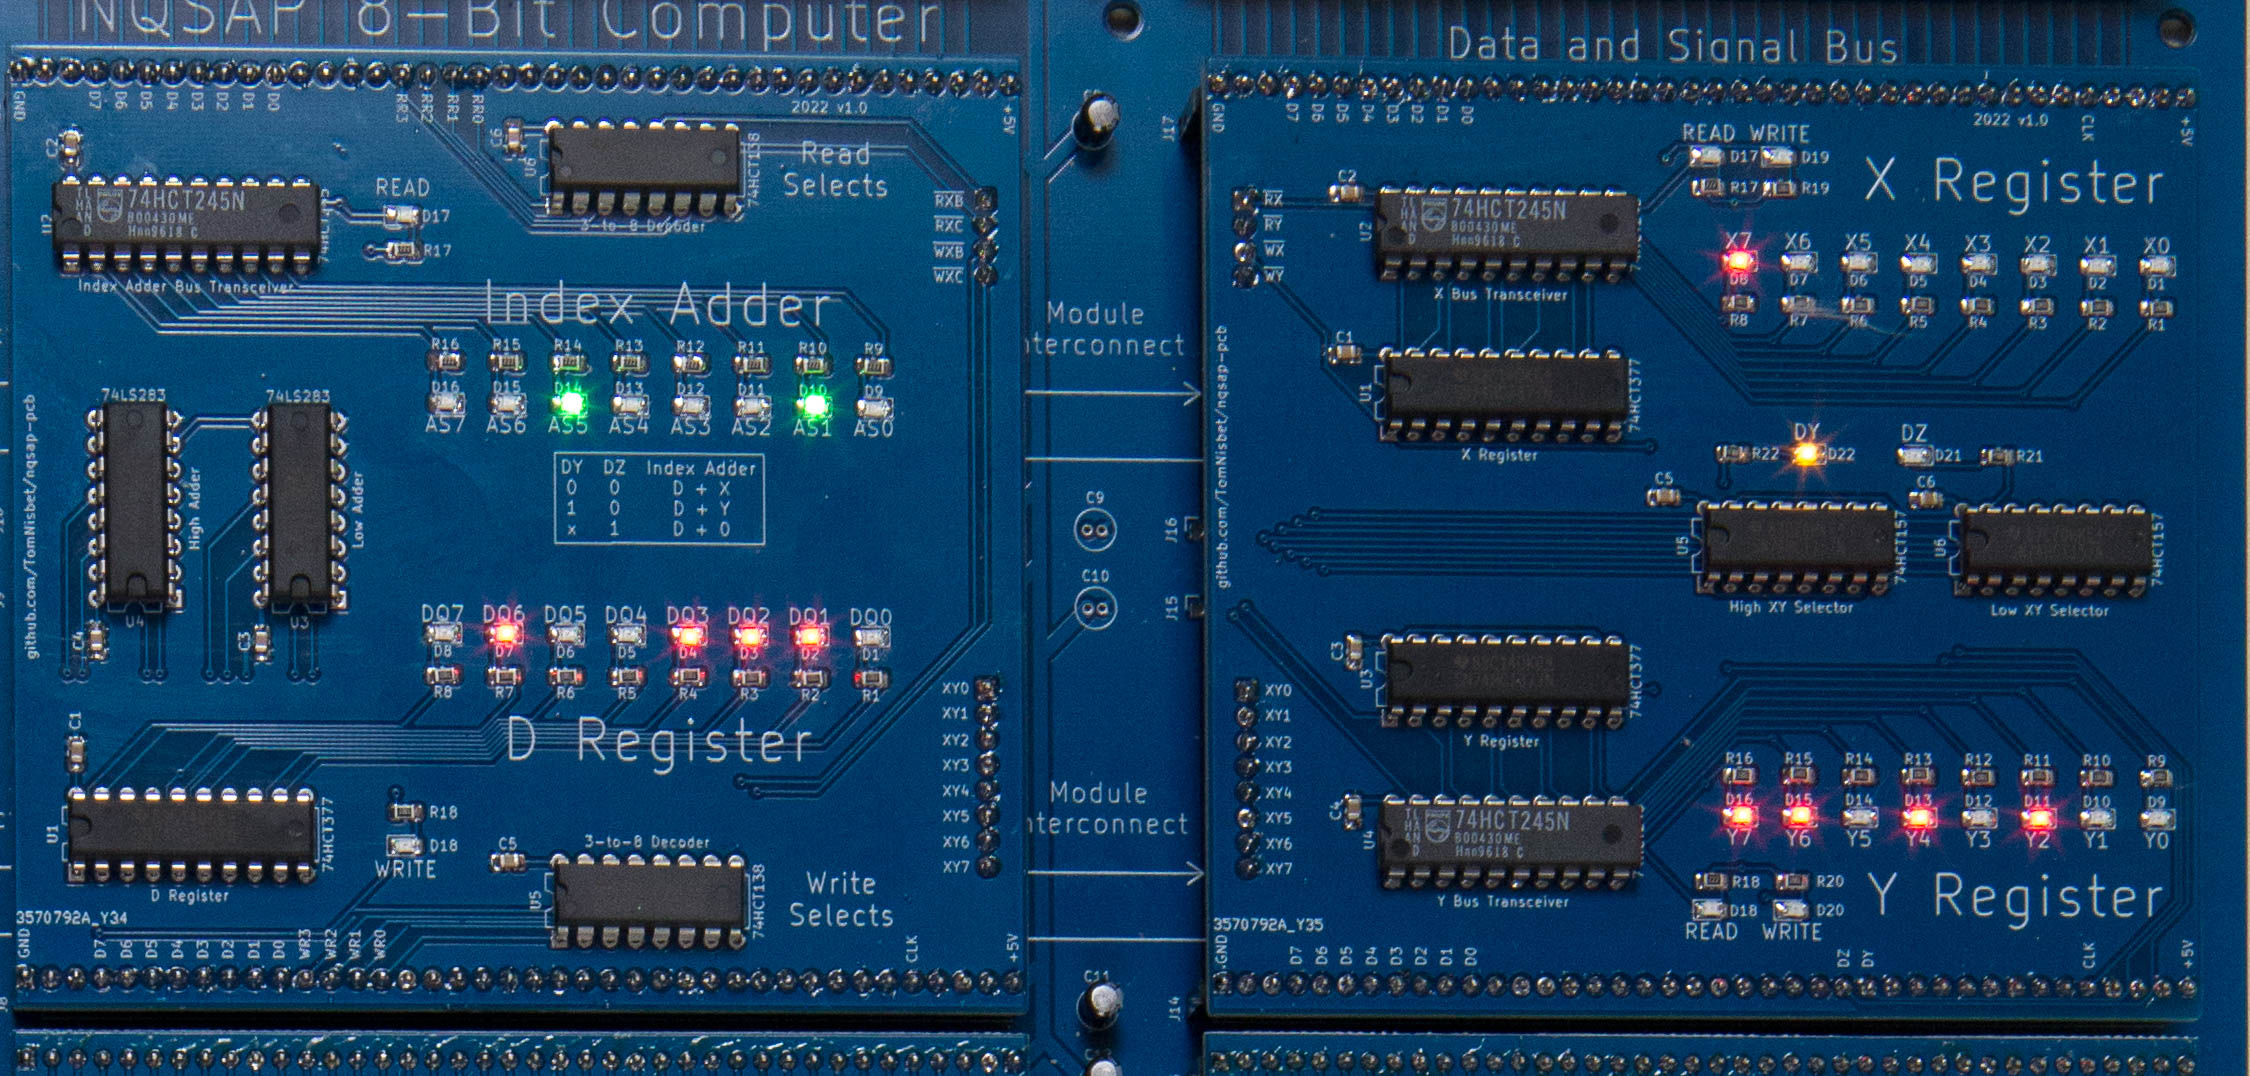 NQSAP 8-Bit Computer
Data and Signal Bus
GND D7 D6 D5 D4 D3 D2 D1 D0 RR3 RR2 RR1 RR0 +5V
2022 v1.0
C2
U2
74HCT245N
B00430ME
Hnn9618 C
READ
D17
R17
Index Adder Bus Transceiver
C6
U6
74HCT138
3-to-8 Decoder
Read
Selects
RXB
RXC
WXB
WXC
Index Adder
R16 R15 R14 R13 R12 R11 R10 R9
D16 D15 D14 D13 D12 D11 D10 D9
AS7 AS6 AS5 AS4 AS3 AS2 AS1 AS0
74LS283 74LS283
High Adder
Low Adder
U4 U3
C4 C3
github.com/TomNisbet/nqsap-pcb
DY DZ Index Adder
0 0 D + X
1 0 D + Y
x 1 D + 0
DQ7 DQ6 DQ5 DQ4 DQ3 DQ2 DQ1 DQ0
D8 D7 D6 D5 D4 D3 D2 D1
R8 R7 R6 R5 R4 R3 R2 R1
D Register
XY0
XY1
XY2
XY3
XY4
XY5
XY6
XY7
C1
U1
74HCT377
D Register
R18
D18
WRITE
C5
3-to-8 Decoder
U5
74HCT138
Write
Selects
3570792A_Y34
GND D7 D6 D5 D4 D3 D2 D1 D0 WR3 WR2 WR1 WR0 CLK +5V
J17
Module
nterconnect
C9
J16
C10
J15
Module
nterconnect
C11
J14
GND D7 D6 D5 D4 D3 D2 D1 D0 CLK +5V
2022 v1.0
RX
RY
WX
WY
C2
U2
74HCT245N
B00430ME
Hnn9618 C
X Bus Transceiver
READ WRITE
D17 D19
R17 R19
X Register
X7 X6 X5 X4 X3 X2 X1 X0
D8 D7 D6 D5 D4 D3 D2 D1
R8 R7 R6 R5 R4 R3 R2 R1
C1
U1
74HCT377
X Register
github.com/TomNisbet/nqsap-pcb
DY DZ
R22 D22 D21 R21
C5 C6
U5 74HCT157
U6 74HCT157
High XY Selector
Low XY Selector
C3
U3
74HCT377
Y Register
XY0
XY1
XY2
XY3
XY4
XY5
XY6
XY7
C4
U4
74HCT245N
B00430ME
Hnn9618 C
Y Bus Transceiver
R16 R15 R14 R13 R12 R11 R10 R9
D16 D15 D14 D13 D12 D11 D10 D9
Y7 Y6 Y5 Y4 Y3 Y2 Y1 Y0
R18 R20
D18 D20
READ WRITE
Y Register
3570792A_Y35
GND D7 D6 D5 D4 D3 D2 D1 D0 DZ DY CLK +5V